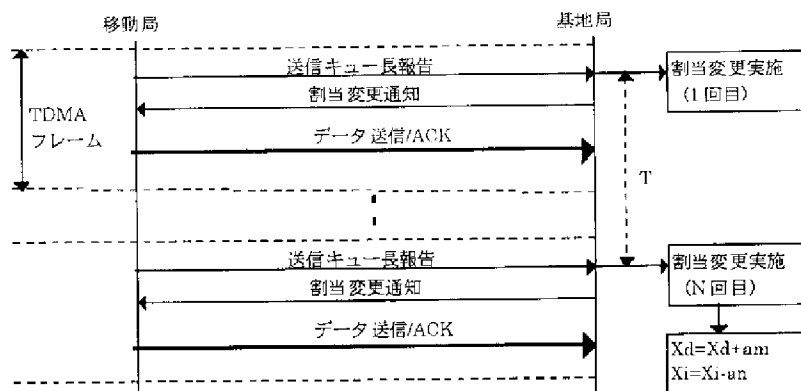 移動局
基地局
送信キュー長報告
割当変更実施
(1回目)
割当変更通知
TDMA
フレーム
データ送信/ACK
T
送信キュー長報告
割当変更実施
(N回目)
割当変更通知
データ送信/ACK
Xd=Xd+am
Xi=Xi-an